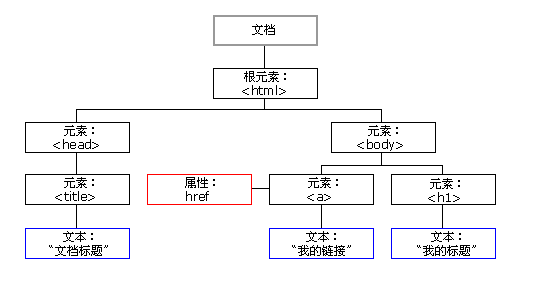 文档
根元素：
<html>
元素：
<head>
元素：
<body>
元素：
<title>
属性：
href
元素：
<a>
元素：
<h1>
文本：
“文档标题”
文本：
“我的链接”
文本：
“我的标题”